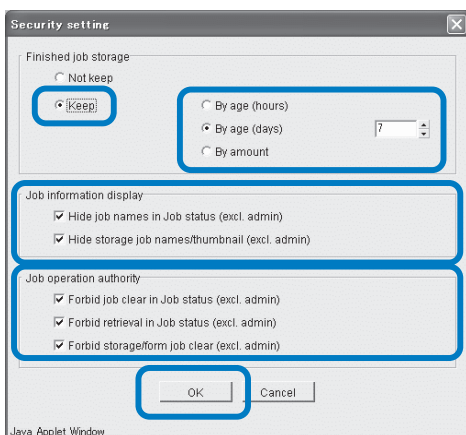 Security setting
Finished job storage
Not keep
Keep
By age (hours)
By age (days)
7
By amount
Job information display
Hide job names in Job status (excl. admin)
Hide storage job names/thumbnail (excl. admin)
Job operation authority
Forbid job clear in Job status (excl. admin)
Forbid retrieval in Job status (excl. admin)
Forbid storage/form job clear (excl. admin)
OK
Cancel
Java Applet Window